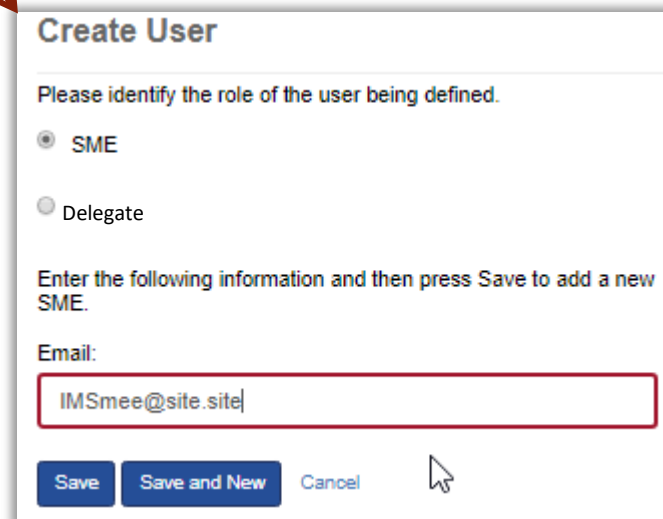 Create User
Please identify the role of the user being defined.
SME
Delegate
Enter the following information and then press Save to add a new
SME.
Email:
IMSmee@site.site
Save Save and New Cancel